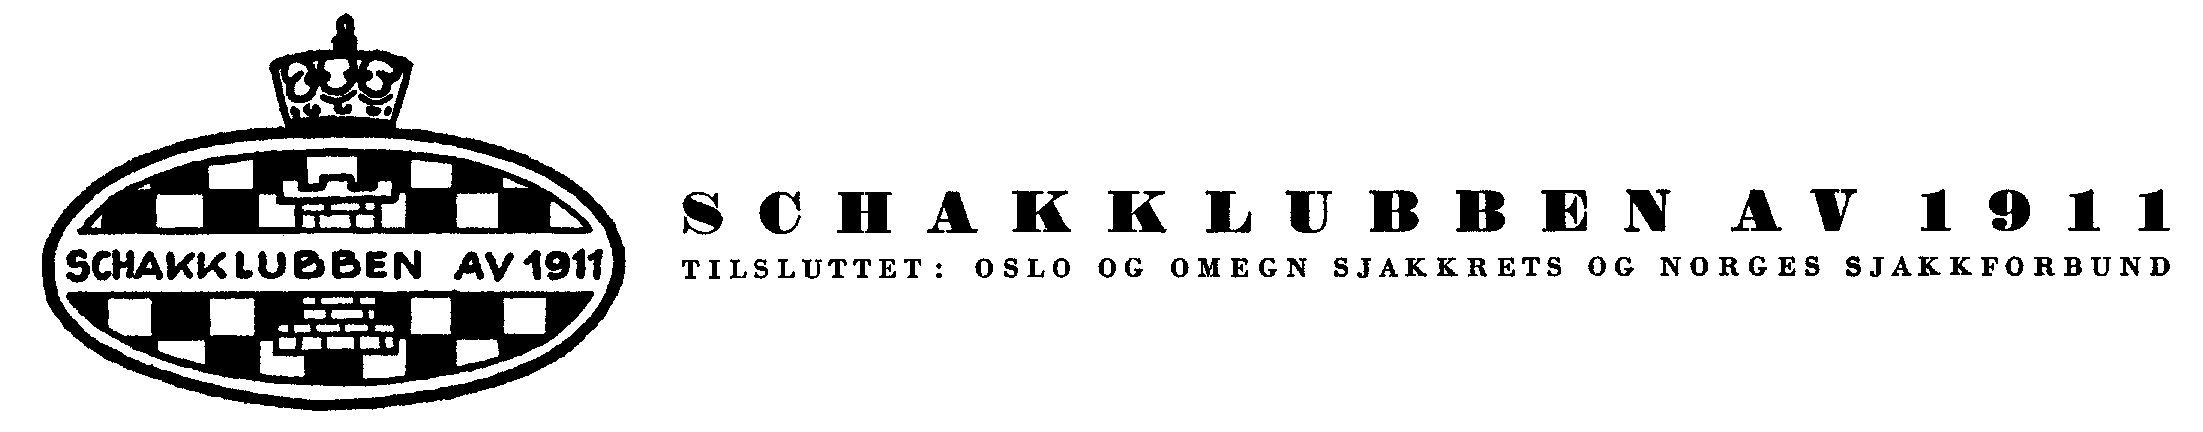 SCHAKKLUBBEN AV 1911
SCHAKKLUBBEN AV 1911
TILSLUTTET: OSLO OG OMEGN SJAKKRETS OG NORGES SJAKKFORBUND